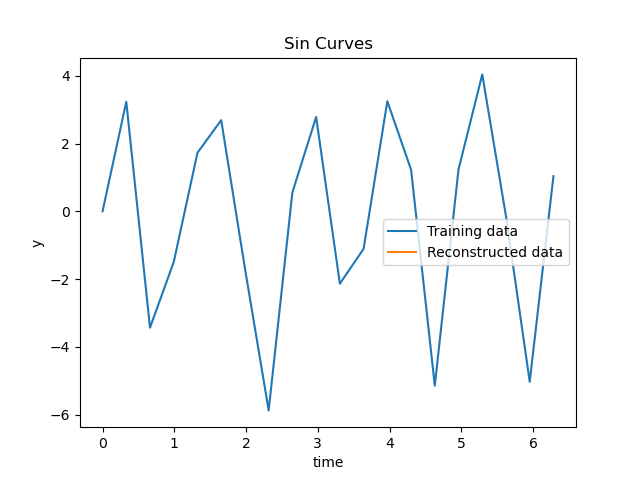 Sin Curves
4
2
0
−2
−4
−6
y
Training data
Reconstructed data
0 1 2 3 4 5 6
time